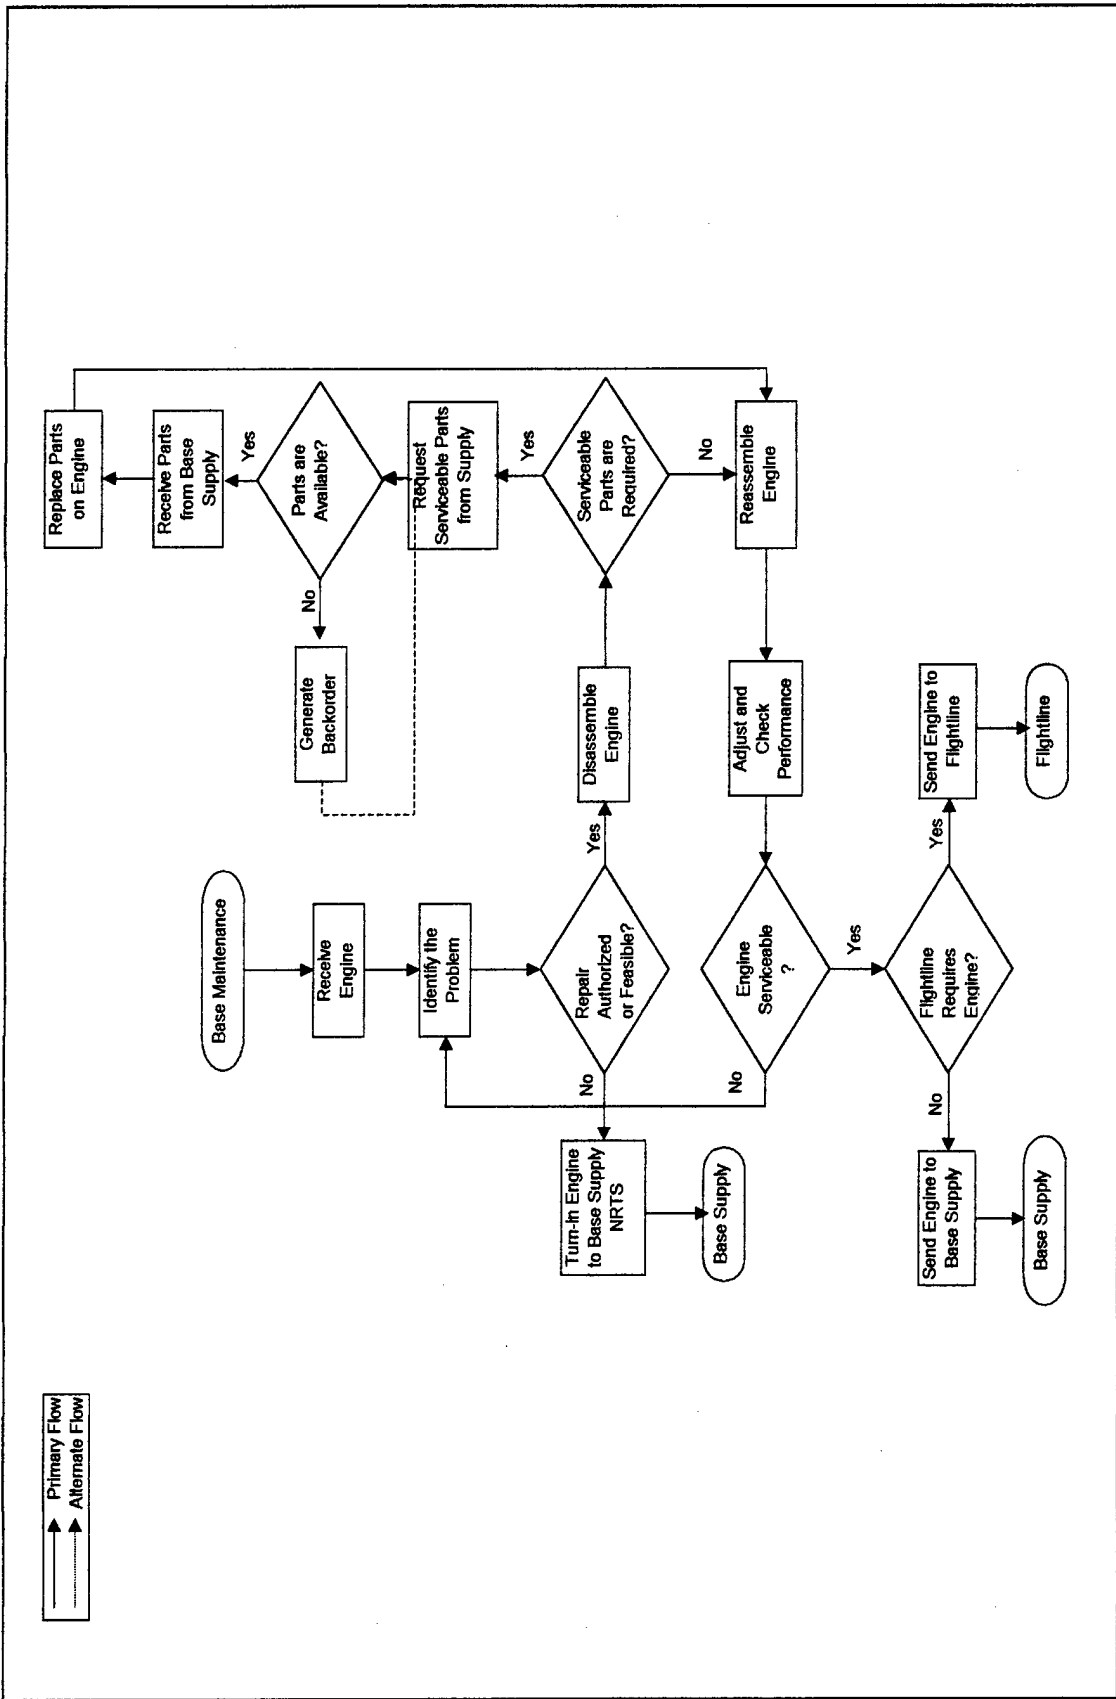 Primary Flow
Alternate Flow
Base Maintenance
Receive
Engine
Identify the
Problem
Repair
Authorized
or Feasible?
No
Yes
Turn-In Engine
to Base Supply
NRTS
Base Supply
Disassemble
Engine
Serviceable
Parts are
Required?
Yes
No
Request
Serviceable Parts
from Supply
Parts are
Available?
No
Yes
Generate
Backorder
Receive Parts
from Base
Supply
Replace Parts
on Engine
Reassemble
Engine
Adjust and
Check
Performance
Engine
Serviceable
?
No
Yes
Flightline
Requires
Engine?
No
Yes
Send Engine to
Base Supply
Base Supply
Send Engine to
Flightline
Flightline